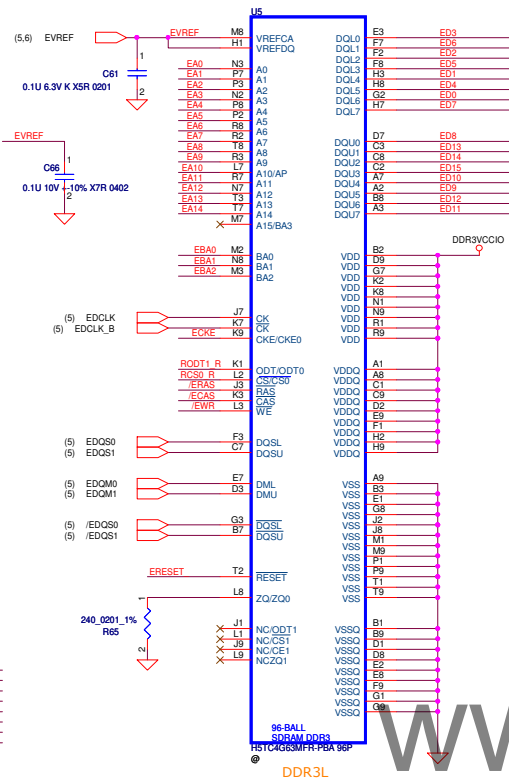 U5
(5,6) EVREF EVREF M8 VREFCA DQL0 E3 ED3
H1 VREFDQ DQL1 F7 ED6
DQL2 F2 ED2
1 N3 DQL3 F8 ED5
C61 EA0 A0 DQL4 H3 ED1
0.1U 6.3V K X5R 0201 EA1 P7 A1 DQL5 H8 ED4
2 EA2 P3 A2 DQL6 G2 ED0
EA3 N2 A3 DQL7 H7 ED7
EA4 P8 A4
EA5 P2 A5
EVREF EA6 R8 A6
EA7 R2 A7 DQU0 D7 ED8
EA8 T8 A8 DQU1 C3 ED13
1 EA9 R3 A9 DQU2 C8 ED14
C66 EA10 L7 A10/AP DQU3 C2 ED15
EA11 R7 A11 DQU4 A7 ED10
0.1U 10V +-10% X7R 0402 EA12 N7 A12 DQU5 A2 ED9
2 EA13 T3 A13 DQU6 B8 ED12
EA14 T7 A14 DQU7 A3 ED11
M7 A15/BA3
DDR3VCCIO
EBA0 M2 BA0 VDD B2
EBA1 N8 BA1 VDD D9
EBA2 M3 BA2 VDD G7
VDD K2
VDD K8
VDD N1
(5) EDCLK J7 CK VDD N9
(5) EDCLK_B K7 CK VDD R1
ECKE K9 CKE/CKE0 VDD R9
RODT1_R K1 ODT/ODT0 VDDQ A1
RCS0_R L2 CS/CS0 VDDQ A8
/ERAS J3 RAS VDDQ C1
/ECAS K3 CAS VDDQ C9
/EWR L3 WE VDDQ D2
VDDQ E9
VDDQ F1
(5) EDQS0 F3 DQSL VDDQ H2
(5) EDQS1 C7 DQSU VDDQ H9
(5) EDQM0 E7 DML VSS A9
(5) EDQM1 D3 DMU VSS B3
VSS E1
VSS G8
(5) /EDQS0 G3 DQSL VSS J2
(5) /EDQS1 B7 DQSU VSS J8
VSS M1
VSS M9
VSS P1
ERESET T2 RESET VSS P9
VSS T1
1 L8 ZQ/ZQ0 VSS T9
240_0201_1%
R65 J1 NC/ODT1 VSSQ B1
L1 NC/CS1 VSSQ B9
2 J9 NC/CE1 VSSQ D1
L9 NCZQ1 VSSQ D8
VSSQ E2
VSSQ E8
VSSQ F9
VSSQ G1
VSSQ G9
96-BALL
SDRAM DDR3
H5TC4G63MFR-PBA 96P
@
DDR3L